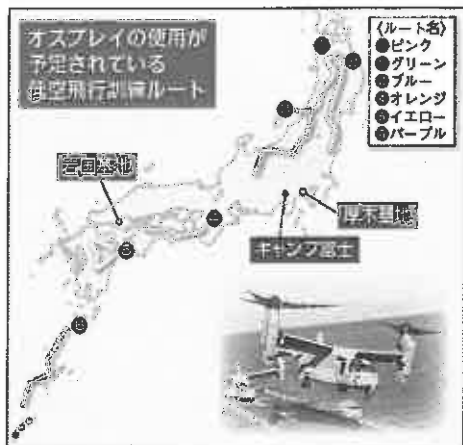 オスプレイの使用が
予定されている
低空飛行訓練ルート
〈ルート名〉
●ピンク
●グリーン
●ブルー
●オレンジ
●イエロー
●パープル
岩国基地
厚木基地
キャンプ富士